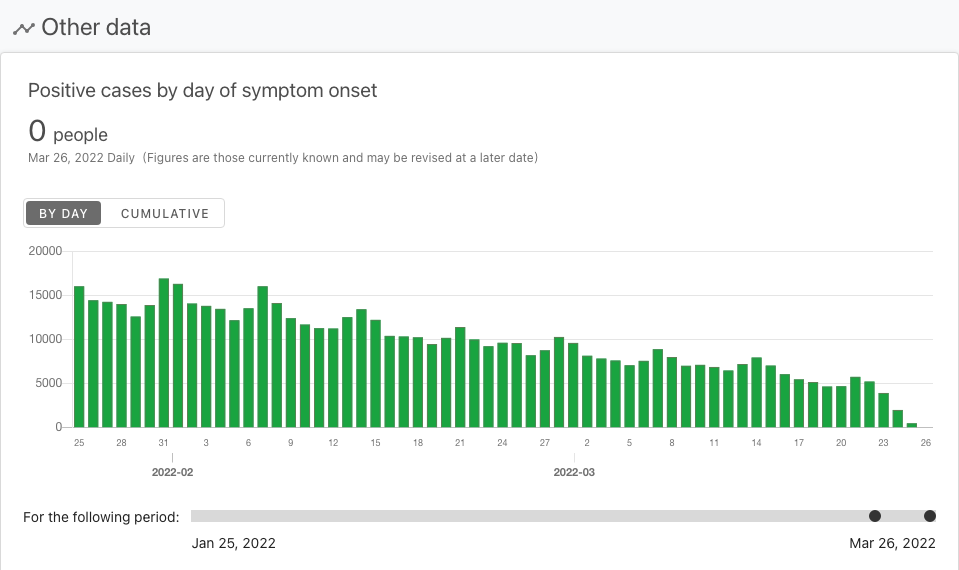 Other data
Positive cases by day of symptom onset
0 people
Mar 26, 2022 Daily (Figures are those currently known and may be revised at a later date)
BY DAY CUMULATIVE
20000
15000
10000
5000
0
25 28 31 3 6 9 12 15 18 21 24 27 2 5 8 11 14 17 20 23 26
2022-02 2022-03
For the following period:
Jan 25, 2022 Mar 26, 2022